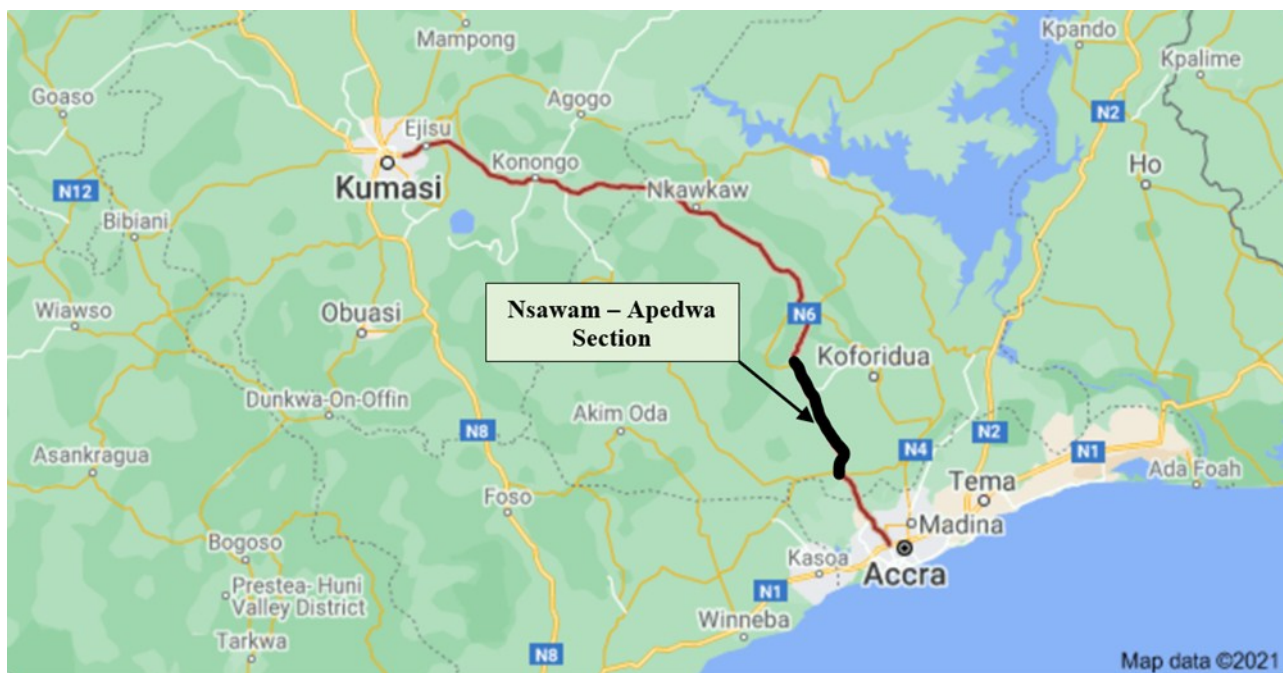 Kpando
Kpalime
Mampong
Goaso
Agogo
N2
Ejisu
Konongo
Ho
Kumasi
N12
Nkawkaw
Bibiani
Nsawam – Apedwa
Section
N6
Wiawso
Obuasi
Koforidua
Dunkwa-On-Offin
Akim Oda
N8
N4
N2
N1
Asankragua
Foso
Tema
Ada Foah
Madina
Bogoso
Kasoa
Accra
Prestea- Huni
Valley District
N1
Winneba
Tarkwa
N8
Map data ©2021